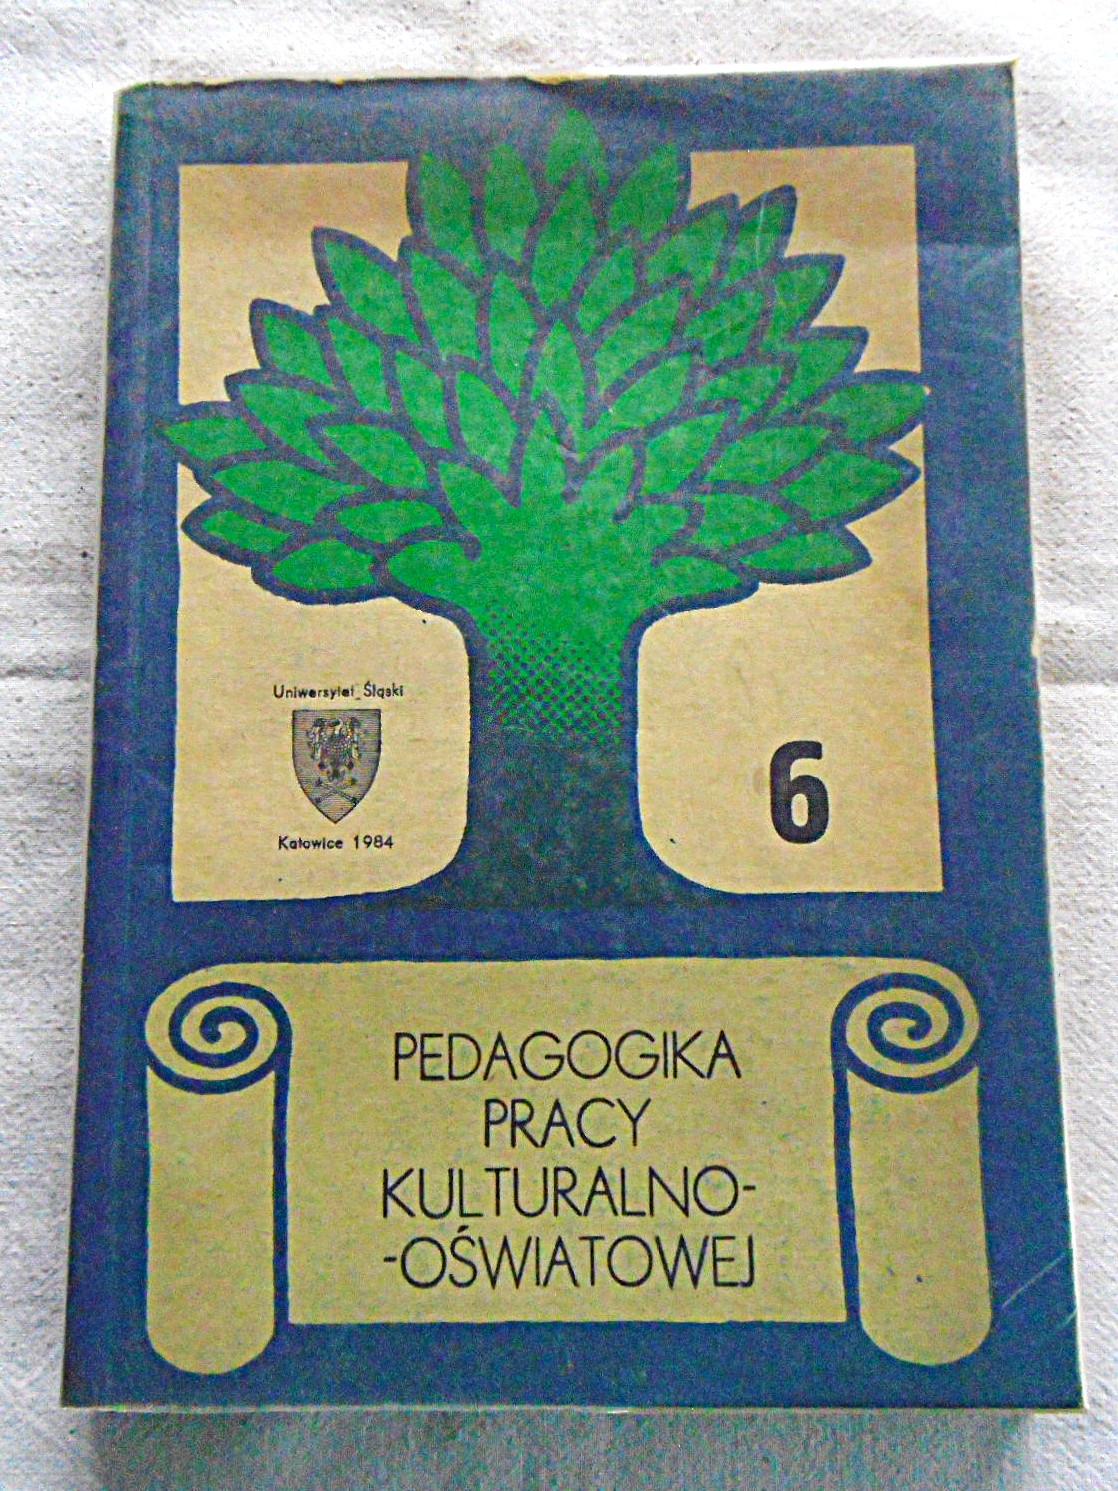 Uniwersytet Śląski
Katowice 1984
6
PEDAGOGIKA
PRACY
KULTURALNO-
-OŚWIATOWEJ